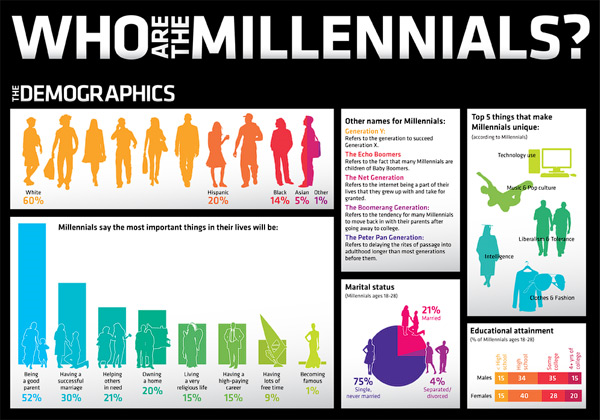 WHO ARE THE MILLENNIALS?
THE DEMOGRAPHICS
White
60%
Hispanic
20%
Black
14%
Asian
5%
Other
1%
Other names for Millennials:
Generation Y:
Refers to the generation to succeed
Generation X.
The Echo Boomers
Refers to the fact that many Millennials are
children of Baby Boomers.
The Net Generation
Refers to the internet being a part of their
lives that they grew up with and take for
granted.
The Boomerang Generation:
Refers to the tendency for many Millennials
to move back in with their parents after
going away to college.
The Peter Pan Generation:
Refers to delaying the rites of passage into
adulthood longer than most generations
before them.
Top 5 things that make
Millennials unique:
(according to Millennials)
Technology use
Music & Pop culture
Liberalism & Tolerance
Intelligence
Clothes & Fashion
Millennials say the most important things in their lives will be:
Being
a good
parent
52%
Having a
successful
marriage
30%
Helping
others
in need
21%
Owning
a home
20%
Living
a very
religious life
15%
Having a
high-paying
career
15%
Having
lots of
free time
9%
Becoming
famous
1%
Marital status
(Millennials ages 18-28)
21%
Married
75%
Single,
never married
4%
Separated/
divorced
Educational attainment
(% of Millennials ages 18-28)
< High
school
High
school
Some
college
4+ yrs of
college
Males
15
34
35
15
Females
15
40
28
20